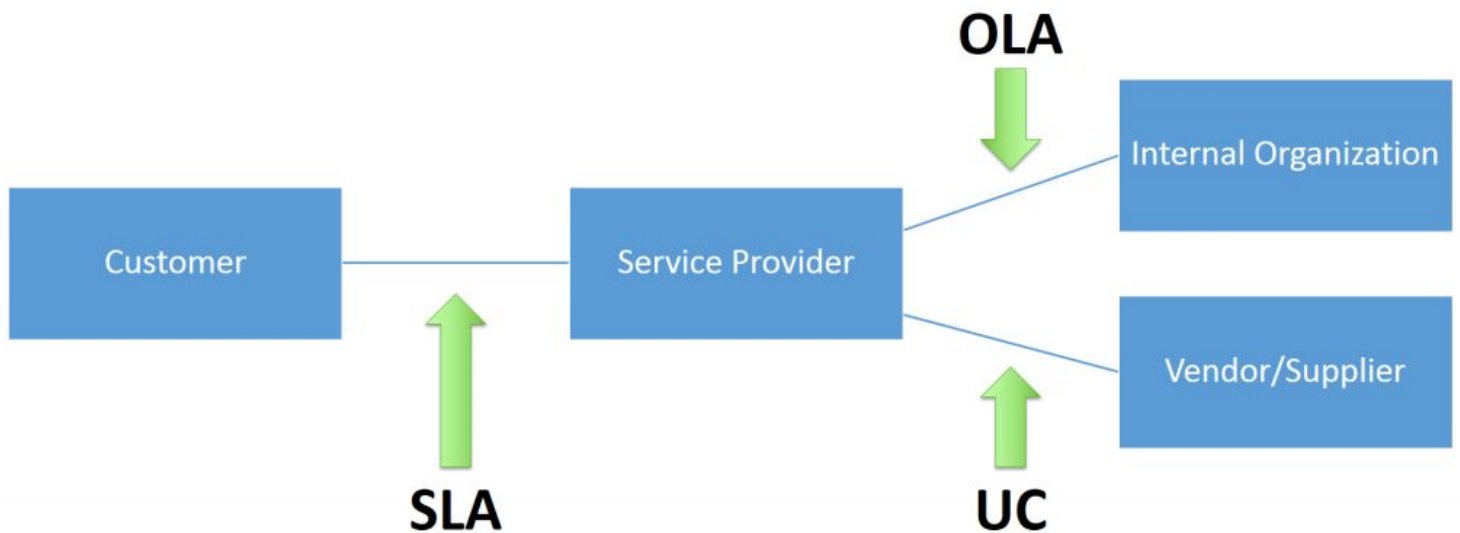 OLA
Internal Organization
Customer
Service Provider
Vendor/Supplier
SLA
UC